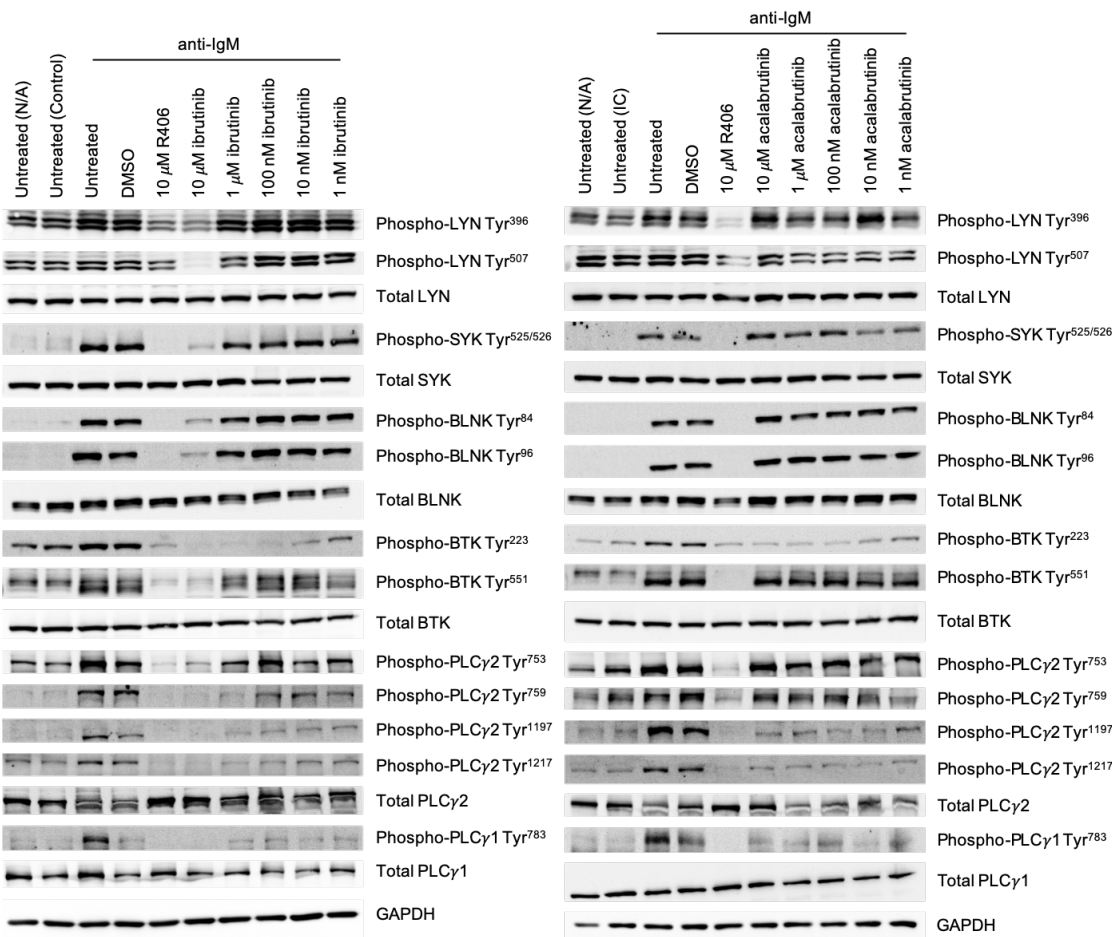 anti-IgM
Untreated (N/A)
Untreated (Control)
Untreated
DMSO
10 μM R406
10 μM ibrutinib
1 μM ibrutinib
100 nM ibrutinib
10 nM ibrutinib
1 nM ibrutinib
Phospho-LYN Tyr³⁹⁶
Phospho-LYN Tyr⁵⁰⁷
Total LYN
Phospho-SYK Tyr⁵²⁵/⁵²⁶
Total SYK
Phospho-BLNK Tyr⁸⁴
Phospho-BLNK Tyr⁹⁶
Total BLNK
Phospho-BTK Tyr²²³
Phospho-BTK Tyr⁵⁵¹
Total BTK
Phospho-PLCγ2 Tyr⁷⁵³
Phospho-PLCγ2 Tyr⁷⁵⁹
Phospho-PLCγ2 Tyr¹¹⁹⁷
Phospho-PLCγ2 Tyr¹²¹⁷
Total PLCγ2
Phospho-PLCγ1 Tyr⁷⁸³
Total PLCγ1
GAPDH
anti-IgM
Untreated (N/A)
Untreated (IC)
Untreated
DMSO
10 μM R406
10 μM acalabrutinib
1 μM acalabrutinib
100 nM acalabrutinib
10 nM acalabrutinib
1 nM acalabrutinib
Phospho-LYN Tyr³⁹⁶
Phospho-LYN Tyr⁵⁰⁷
Total LYN
Phospho-SYK Tyr⁵²⁵/⁵²⁶
Total SYK
Phospho-BLNK Tyr⁸⁴
Phospho-BLNK Tyr⁹⁶
Total BLNK
Phospho-BTK Tyr²²³
Phospho-BTK Tyr⁵⁵¹
Total BTK
Phospho-PLCγ2 Tyr⁷⁵³
Phospho-PLCγ2 Tyr⁷⁵⁹
Phospho-PLCγ2 Tyr¹¹⁹⁷
Phospho-PLCγ2 Tyr¹²¹⁷
Total PLCγ2
Phospho-PLCγ1 Tyr⁷⁸³
Total PLCγ1
GAPDH